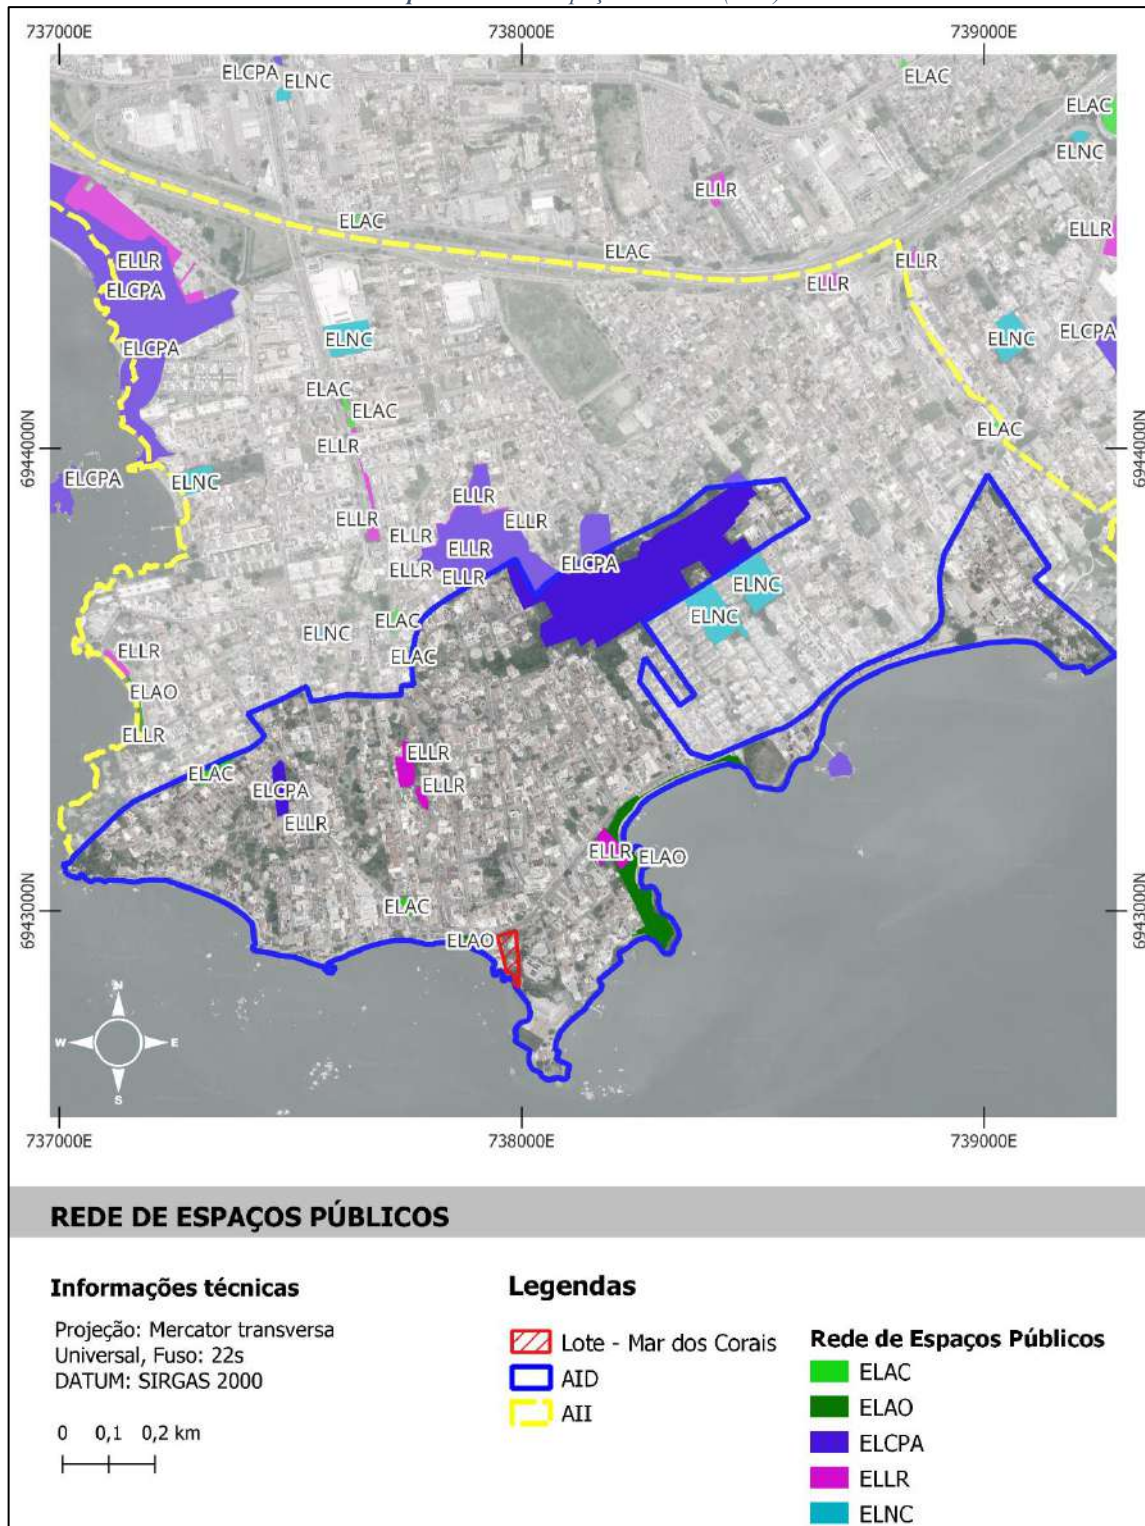 737000E 738000E 739000E
ELCPA
ELNC
ELAC
ELAC
ELNC
ELLR
ELAC
ELAC
ELLR
ELLR
ELLR
ELLR
ELCPA
ELNC
ELNC
ELCPA
ELCPA
ELAC
ELAC
ELAC
ELLR
6944000N
6944000N
ELCPA
ELNC
ELLR
ELLR
ELLR
ELLR
ELLR
ELCPA
ELLR
ELLR
ELNC
ELNC
ELAC
ELNC
ELAC
ELLR
ELAO
ELLR
ELLR
ELAC
ELCPA
ELLR
ELLR
ELLR
ELAO
ELAC
6943000N
6943000N
ELAO
N
W E
S
737000E 738000E 739000E
REDE DE ESPAÇOS PÚBLICOS
Informações técnicas
Projeção: Mercator transversa
Universal, Fuso: 22s
DATUM: SIRGAS 2000
0 0,1 0,2 km
Legendas
Lote - Mar dos Corais
AID
AII
Rede de Espaços Públicos
ELAC
ELAO
ELCPA
ELLR
ELNC